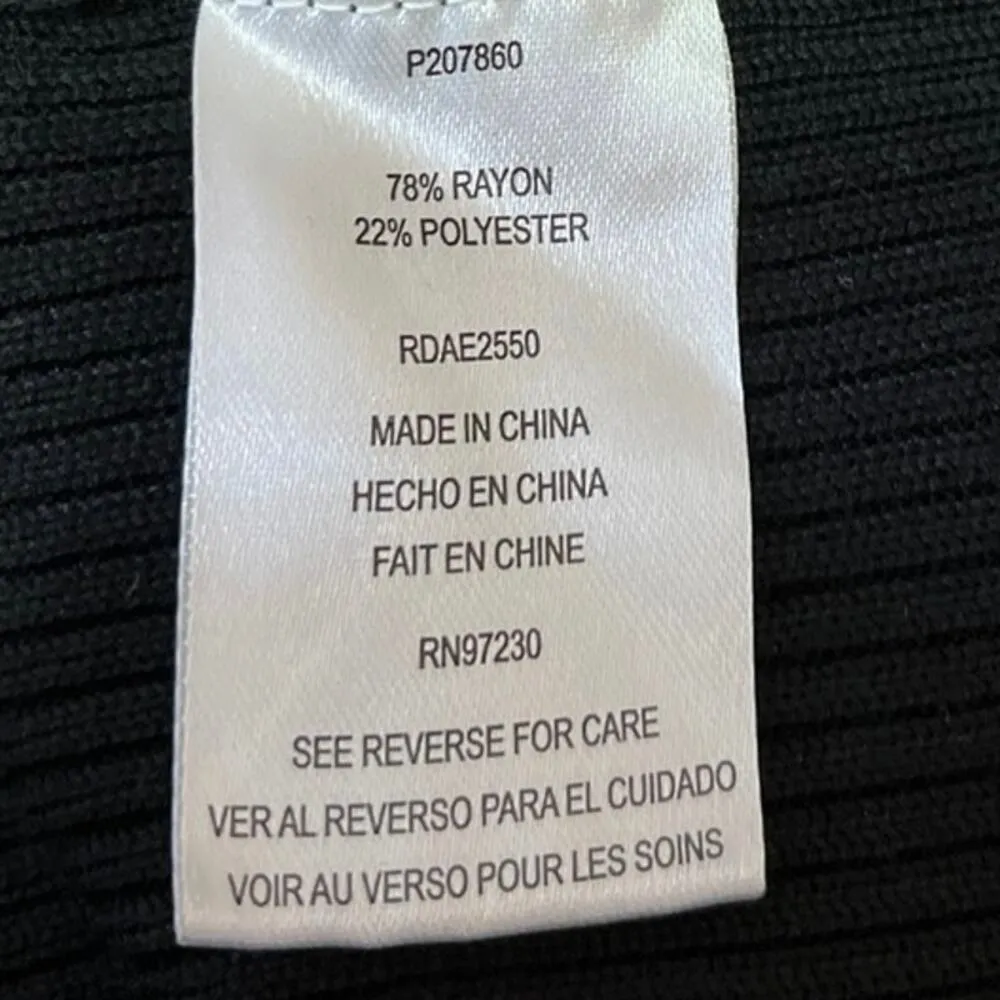 P207860
78% RAYON
22% POLYESTER
RDAE2550
MADE IN CHINA
HECHO EN CHINA
FAIT EN CHINE
RN97230
SEE REVERSE FOR CARE
VER AL REVERSO PARA EL CUIDADO
VOIR AU VERSO POUR LES SOINS